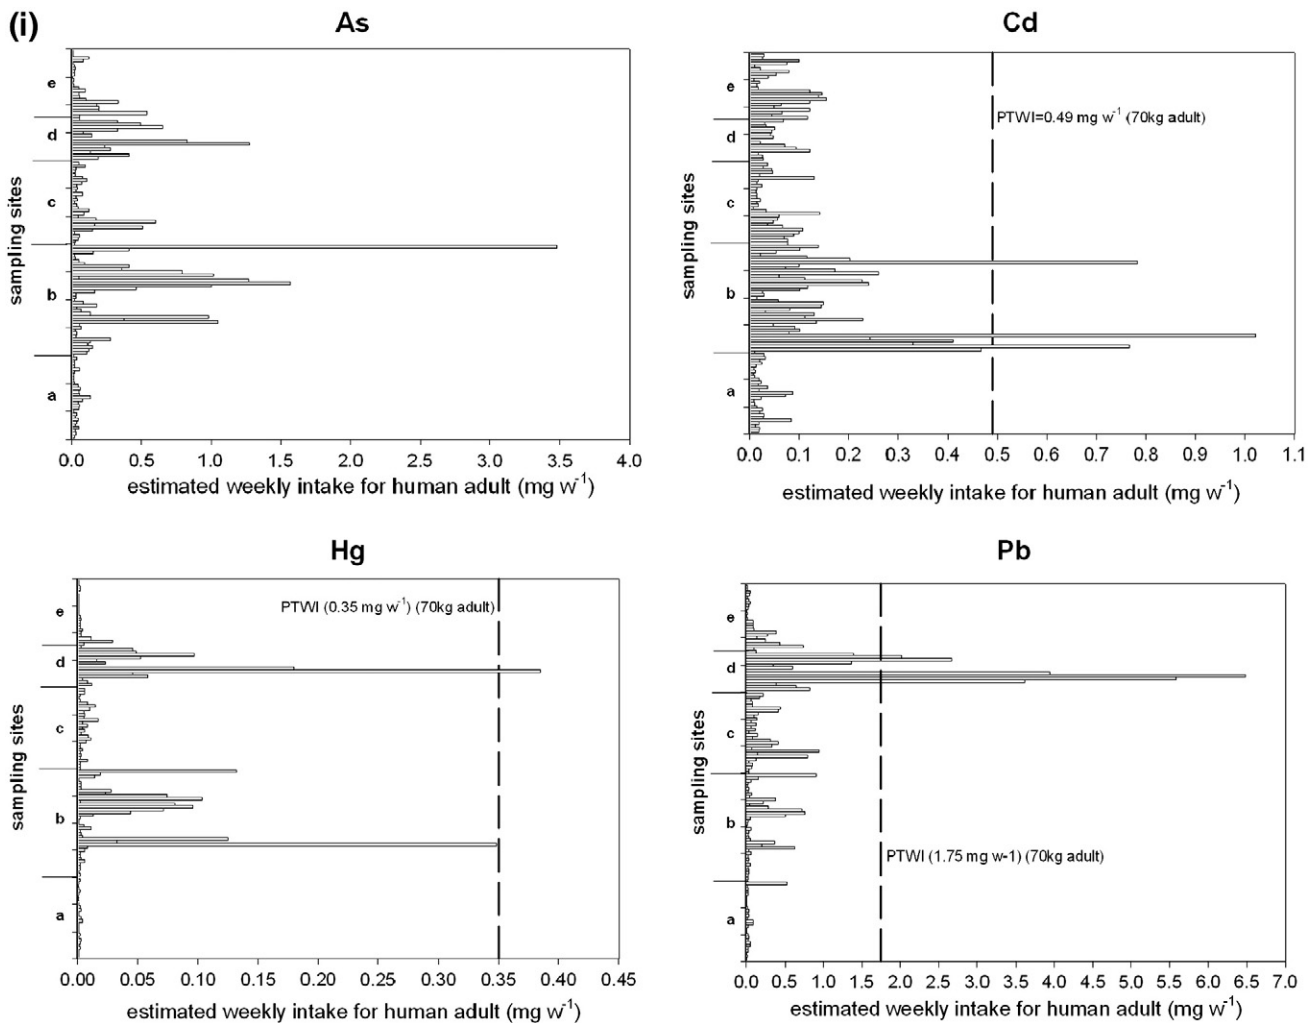 (i)
As
e
d
c
b
a
sampling sites
0.0 0.5 1.0 1.5 2.0 2.5 3.0 3.5 4.0
estimated weekly intake for human adult (mg w⁻¹)
Cd
PTWI=0.49 mg w⁻¹ (70kg adult)
e
d
c
b
a
sampling sites
0.0 0.1 0.2 0.3 0.4 0.5 0.6 0.7 0.8 0.9 1.0 1.1
estimated weekly intake for human adult (mg w⁻¹)
Hg
PTWI (0.35 mg w⁻¹) (70kg adult)
e
d
c
b
a
sampling sites
0.00 0.05 0.10 0.15 0.20 0.25 0.30 0.35 0.40 0.45
estimated weekly intake for human adult (mg w⁻¹)
Pb
e
d
c
b
a
sampling sites
PTWI (1.75 mg w-1) (70kg adult)
0.0 0.5 1.0 1.5 2.0 2.5 3.0 3.5 4.0 4.5 5.0 5.5 6.0 6.5 7.0
estimated weekly intake for human adult (mg w⁻¹)